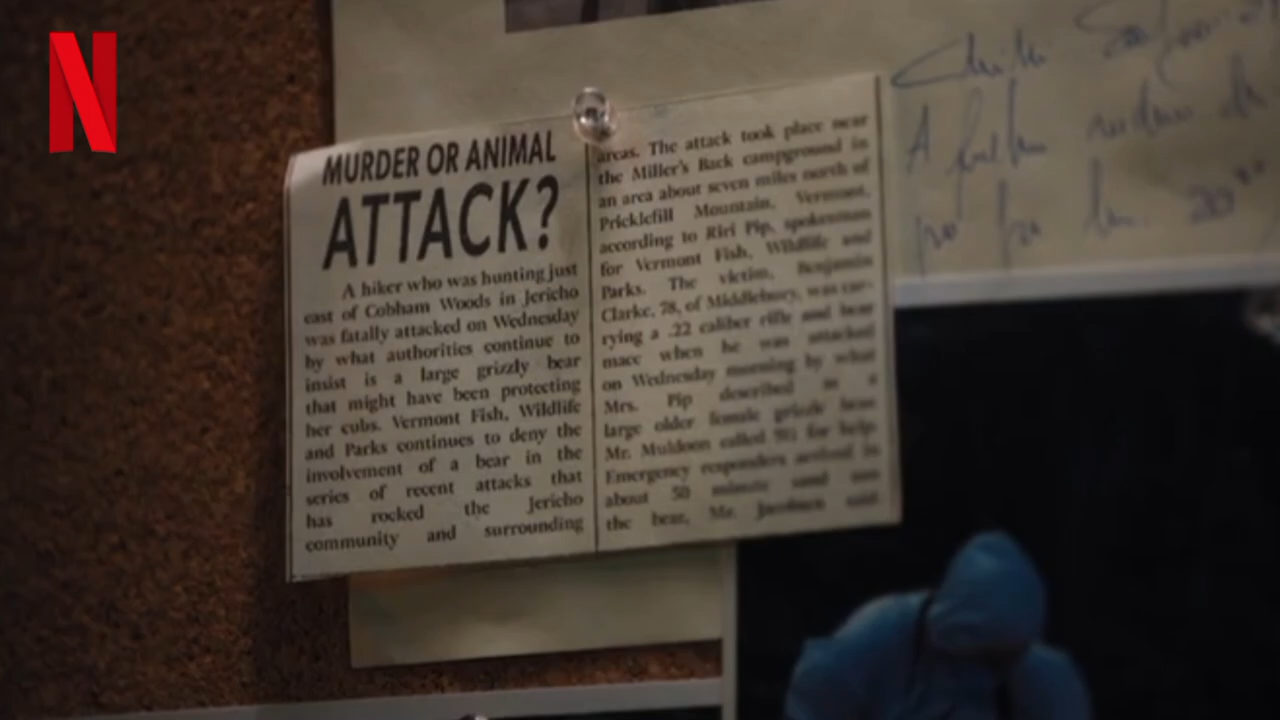 N
MURDER OR ANIMAL
ATTACK?
A hiker who was hunting just
east of Cobham Woods in Jericho
was fatally attacked on Wednesday
by what authorities continue to
insist is a large grizzly bear
that might have been protecting
her cubs. Vermont Fish, Wildlife
and Parks continues to deny the
involvement of a bear in the
series of recent attacks that
has rocked the Jericho
community and surrounding
areas. The attack took place near
the Miller's Back campground in
an area about seven miles north of
Pricklefill Mountain, Vermont,
according to Riri Pip, spokesman
for Vermont Fish, Wildlife and
Parks. The victim, Benjamin
Clarke, 78, of Middlebury, was car-
rying a .22 caliber rifle and bear
mace when he was attacked
on Wednesday morning by what
Mrs. Pip described as a
large older female grizzly bear.
Mr. Muldoon called 911 for help.
Emergency responders arrived in
about 50 minute
the bear, Mr. Jacobsen said
20